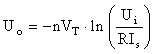 U_o = −nV_T · ln (U_i / RI_s)